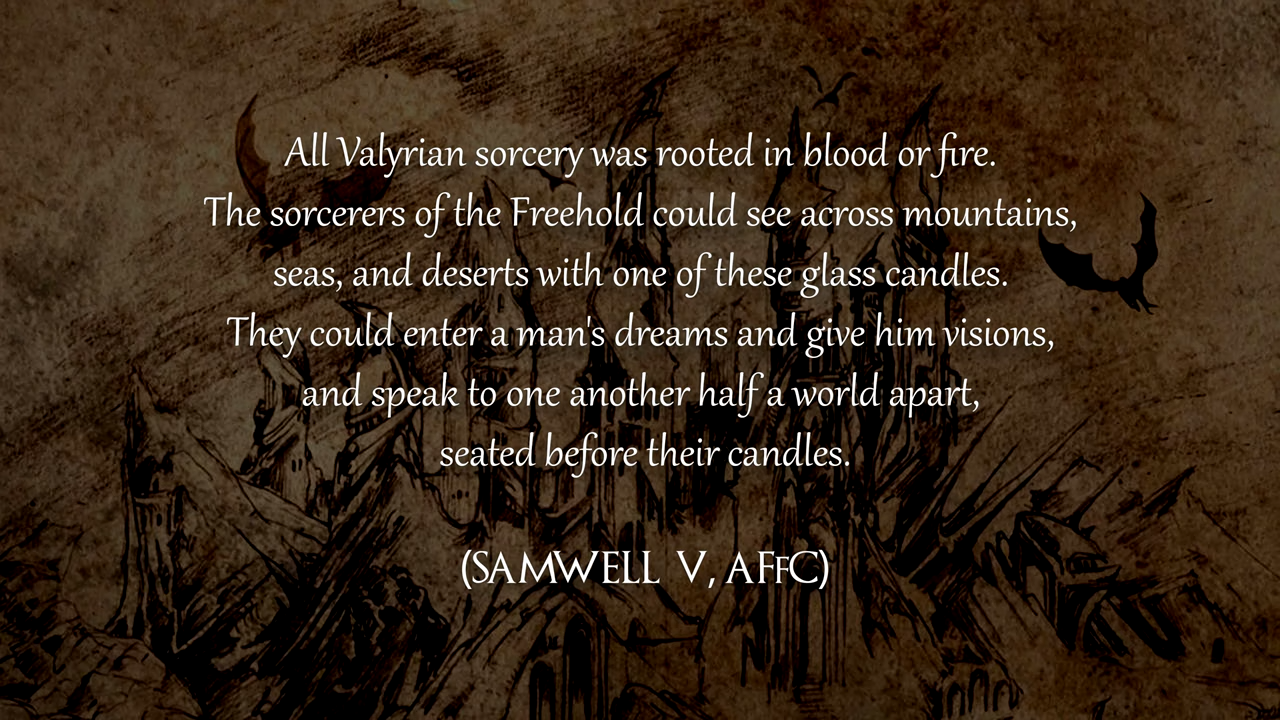 All Valyrian sorcery was rooted in blood or fire.
The sorcerers of the Freehold could see across mountains,
seas, and deserts with one of these glass candles.
They could enter a man's dreams and give him visions,
and speak to one another half a world apart,
seated before their candles.
(SAMWELL V, AFFC)